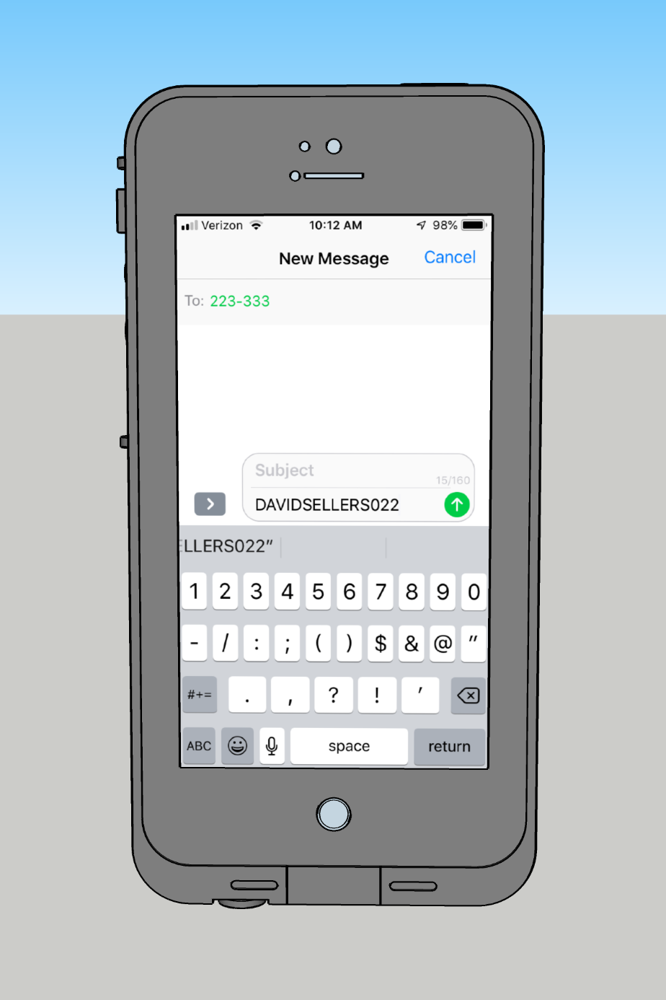 Verizon 10:12 AM 98%
New Message Cancel
To: 223-333
Subject
15/160
DAVIDSELLERS022
ELLERS022"
1 2 3 4 5 6 7 8 9 0
- / : ; ( ) $ & @ "
#+= . , ? ! '
ABC space return